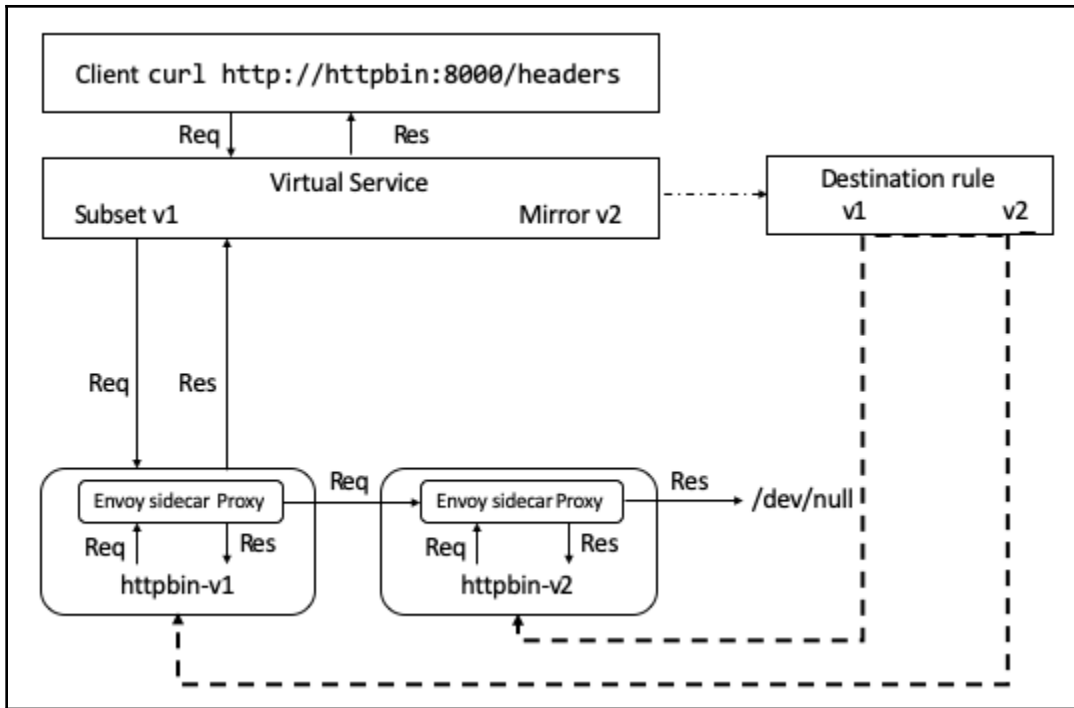 Client curl http://httpbin:8000/headers
Req Res
Virtual Service
Subset v1 Mirror v2
Destination rule
v1 v2
Req Res
Envoy sidecar Proxy
Req Res
httpbin-v1
Req
Envoy sidecar Proxy
Req Res
httpbin-v2
Res
/dev/null